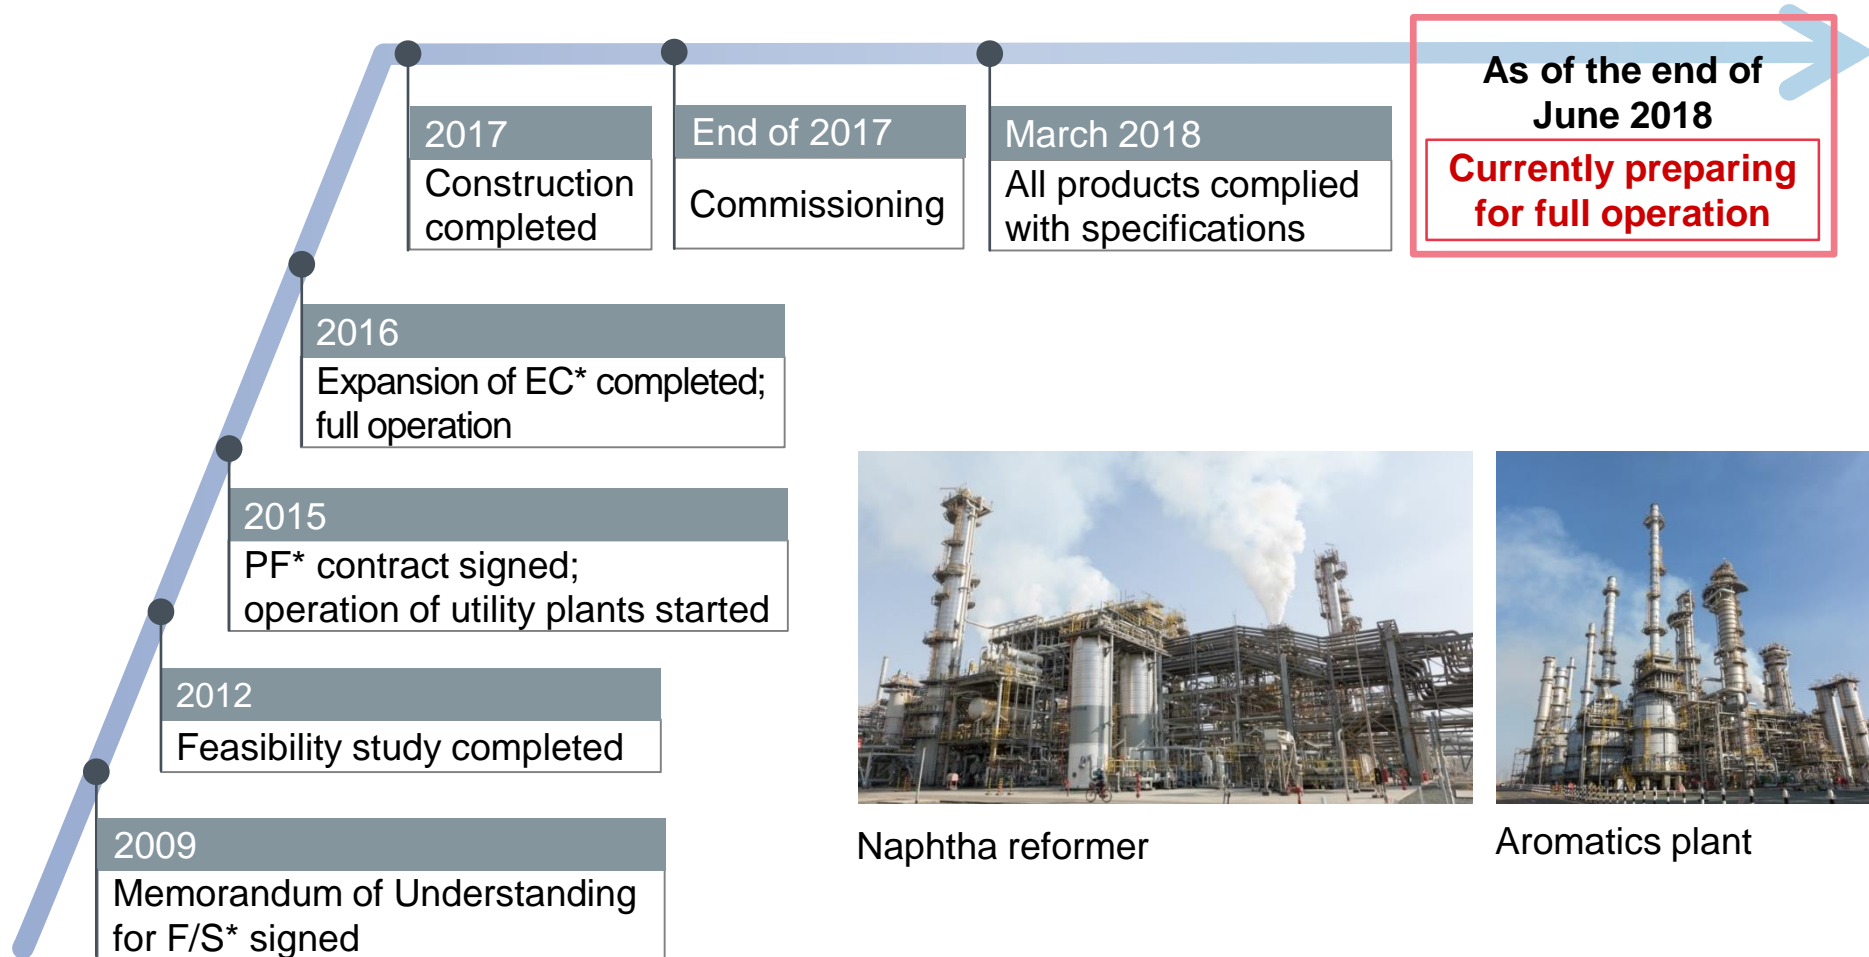 2017
Construction
completed
End of 2017
Commissioning
March 2018
All products complied
with specifications
As of the end of
June 2018
Currently preparing
for full operation
2016
Expansion of EC* completed;
full operation
2015
PF* contract signed;
operation of utility plants started
2012
Feasibility study completed
2009
Memorandum of Understanding
for F/S* signed
Naphtha reformer
Aromatics plant